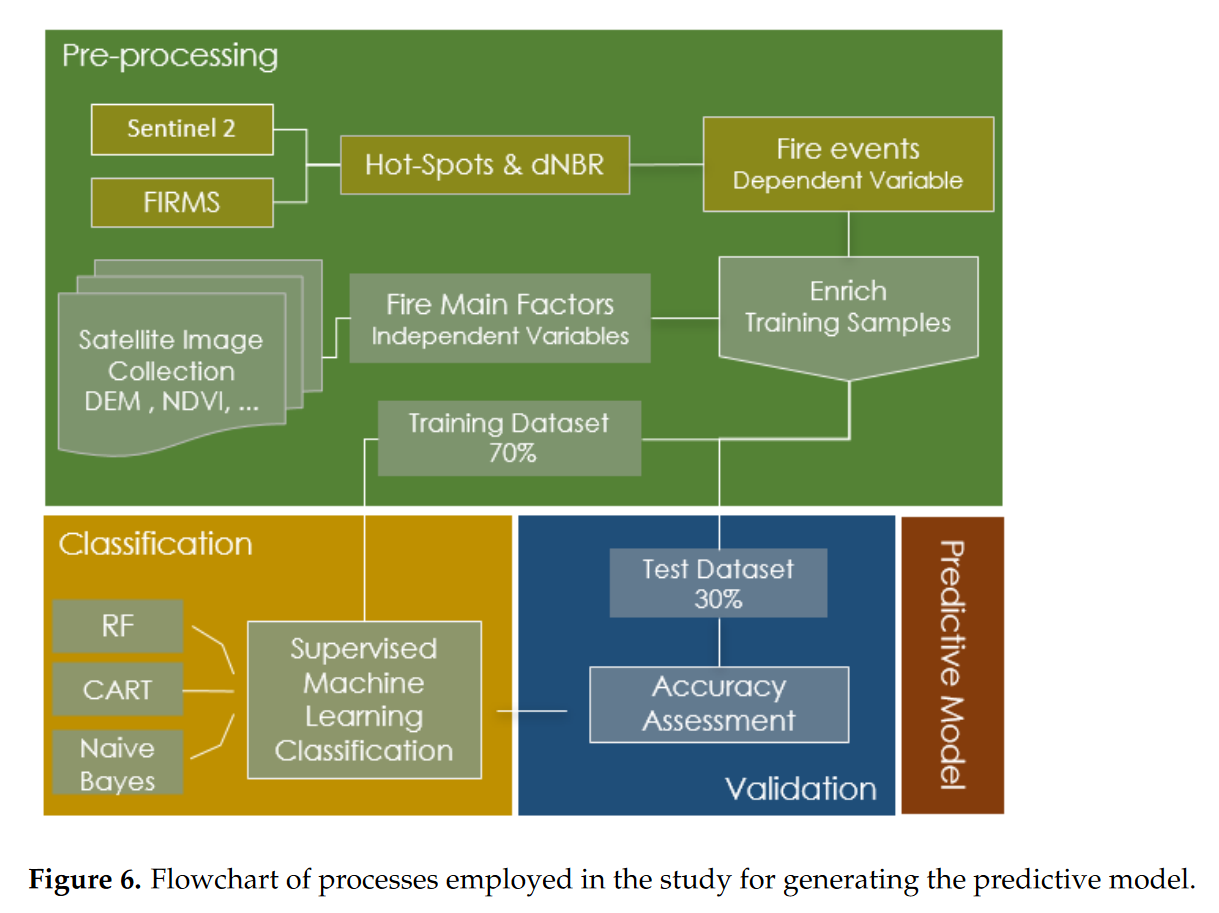 Pre-processing
Sentinel 2
FIRMS
Hot-Spots & dNBR
Fire events
Dependent Variable
Satellite Image
Collection
DEM , NDVI, ...
Fire Main Factors
Independent Variables
Enrich
Training Samples
Training Dataset
70%
Classification
RF
CART
Naive
Bayes
Supervised
Machine
Learning
Classification
Test Dataset
30%
Accuracy
Assessment
Validation
Predictive Model
Figure 6. Flowchart of processes employed in the study for generating the predictive model.